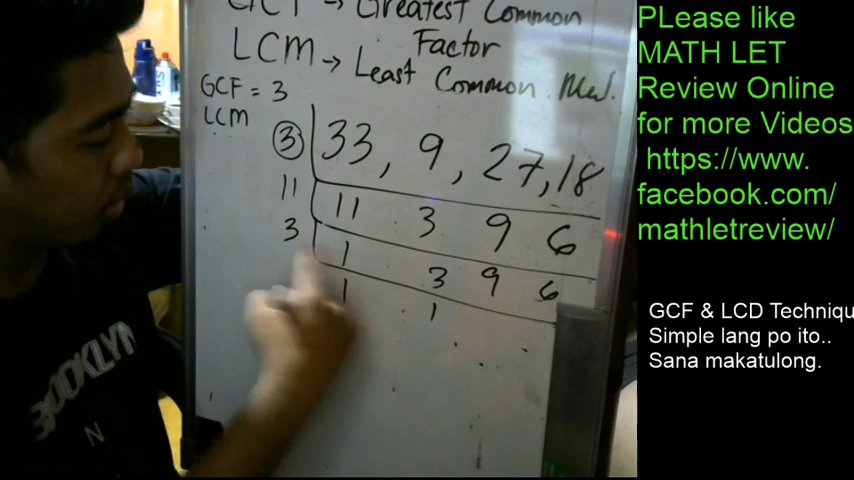 GCF → Greatest Common
Factor
LCM → Least Common Mul.
GCF = 3
LCM
3 33, 9, 27, 18
11 11 3 9 6
3 1 3 9 6
1 1
BROOKLYN
N
PLease like
MATH LET
Review Online
for more Videos
https://www.
facebook.com/
mathletreview/
GCF & LCD Techniqu
Simple lang po ito..
Sana makatulong.